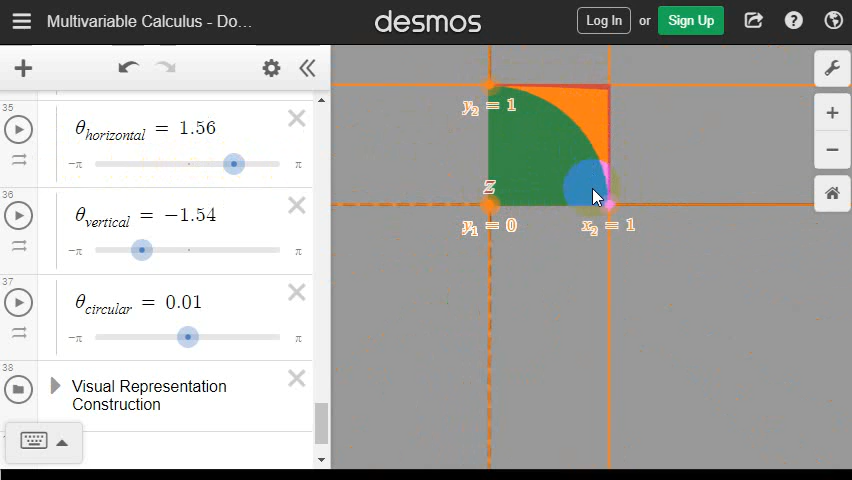 Multivariable Calculus - Do...
desmos
Log In
or
Sign Up
35
θhorizontal = 1.56
-π
π
36
θvertical = −1.54
-π
π
37
θcircular = 0.01
-π
π
38
Visual Representation
Construction
y₂ = 1
Z
y₁ = 0
x₂ = 1